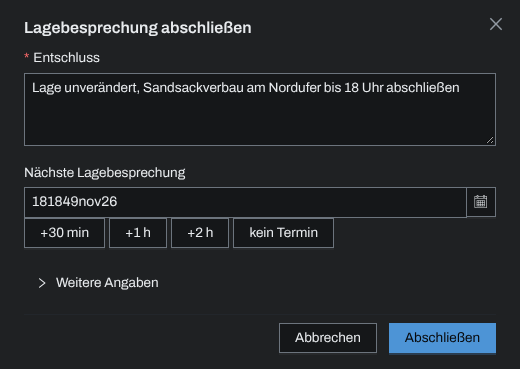 Lagebesprechung abschließen
* Entschluss
Lage unverändert, Sandsackverbau am Nordufer bis 18 Uhr abschließen
Nächste Lagebesprechung
181849nov26
+30 min +1 h +2 h kein Termin
Weitere Angaben
Abbrechen Abschließen